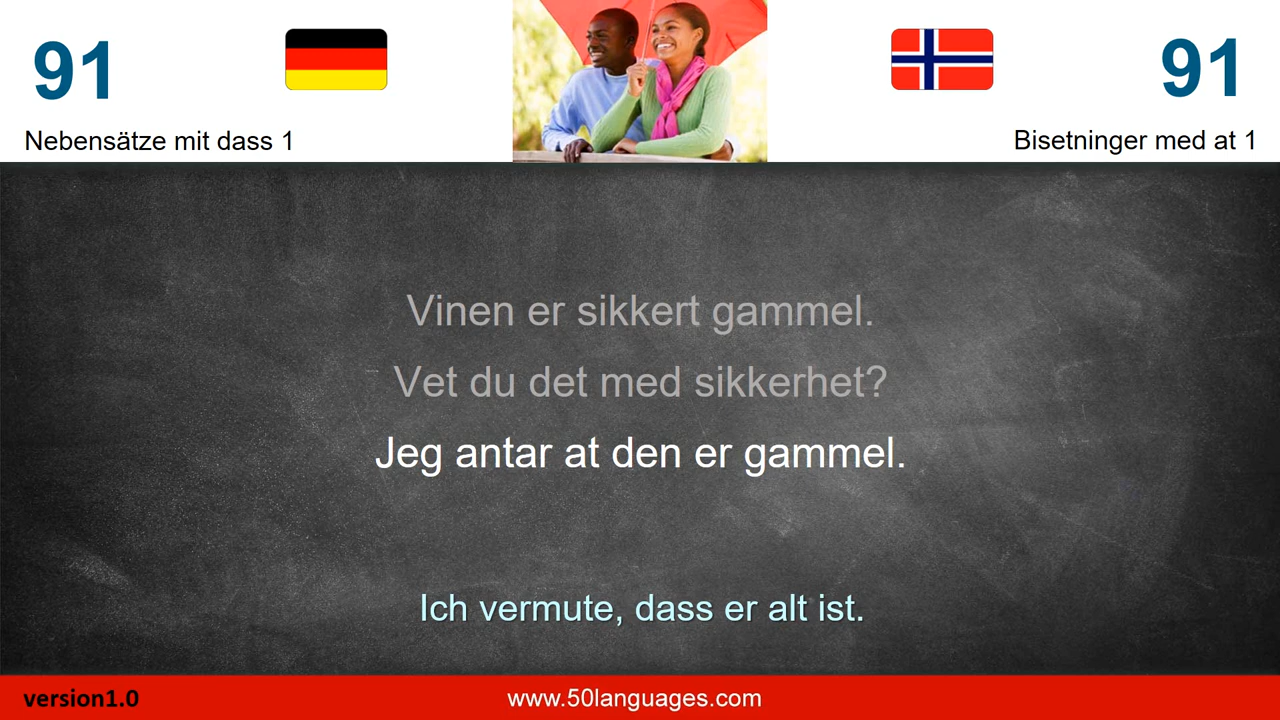 91
91
Nebensätze mit dass 1
Bisetninger med at 1
Vinen er sikkert gammel.
Vet du det med sikkerhet?
Jeg antar at den er gammel.
Ich vermute, dass er alt ist.
version1.0
www.50languages.com